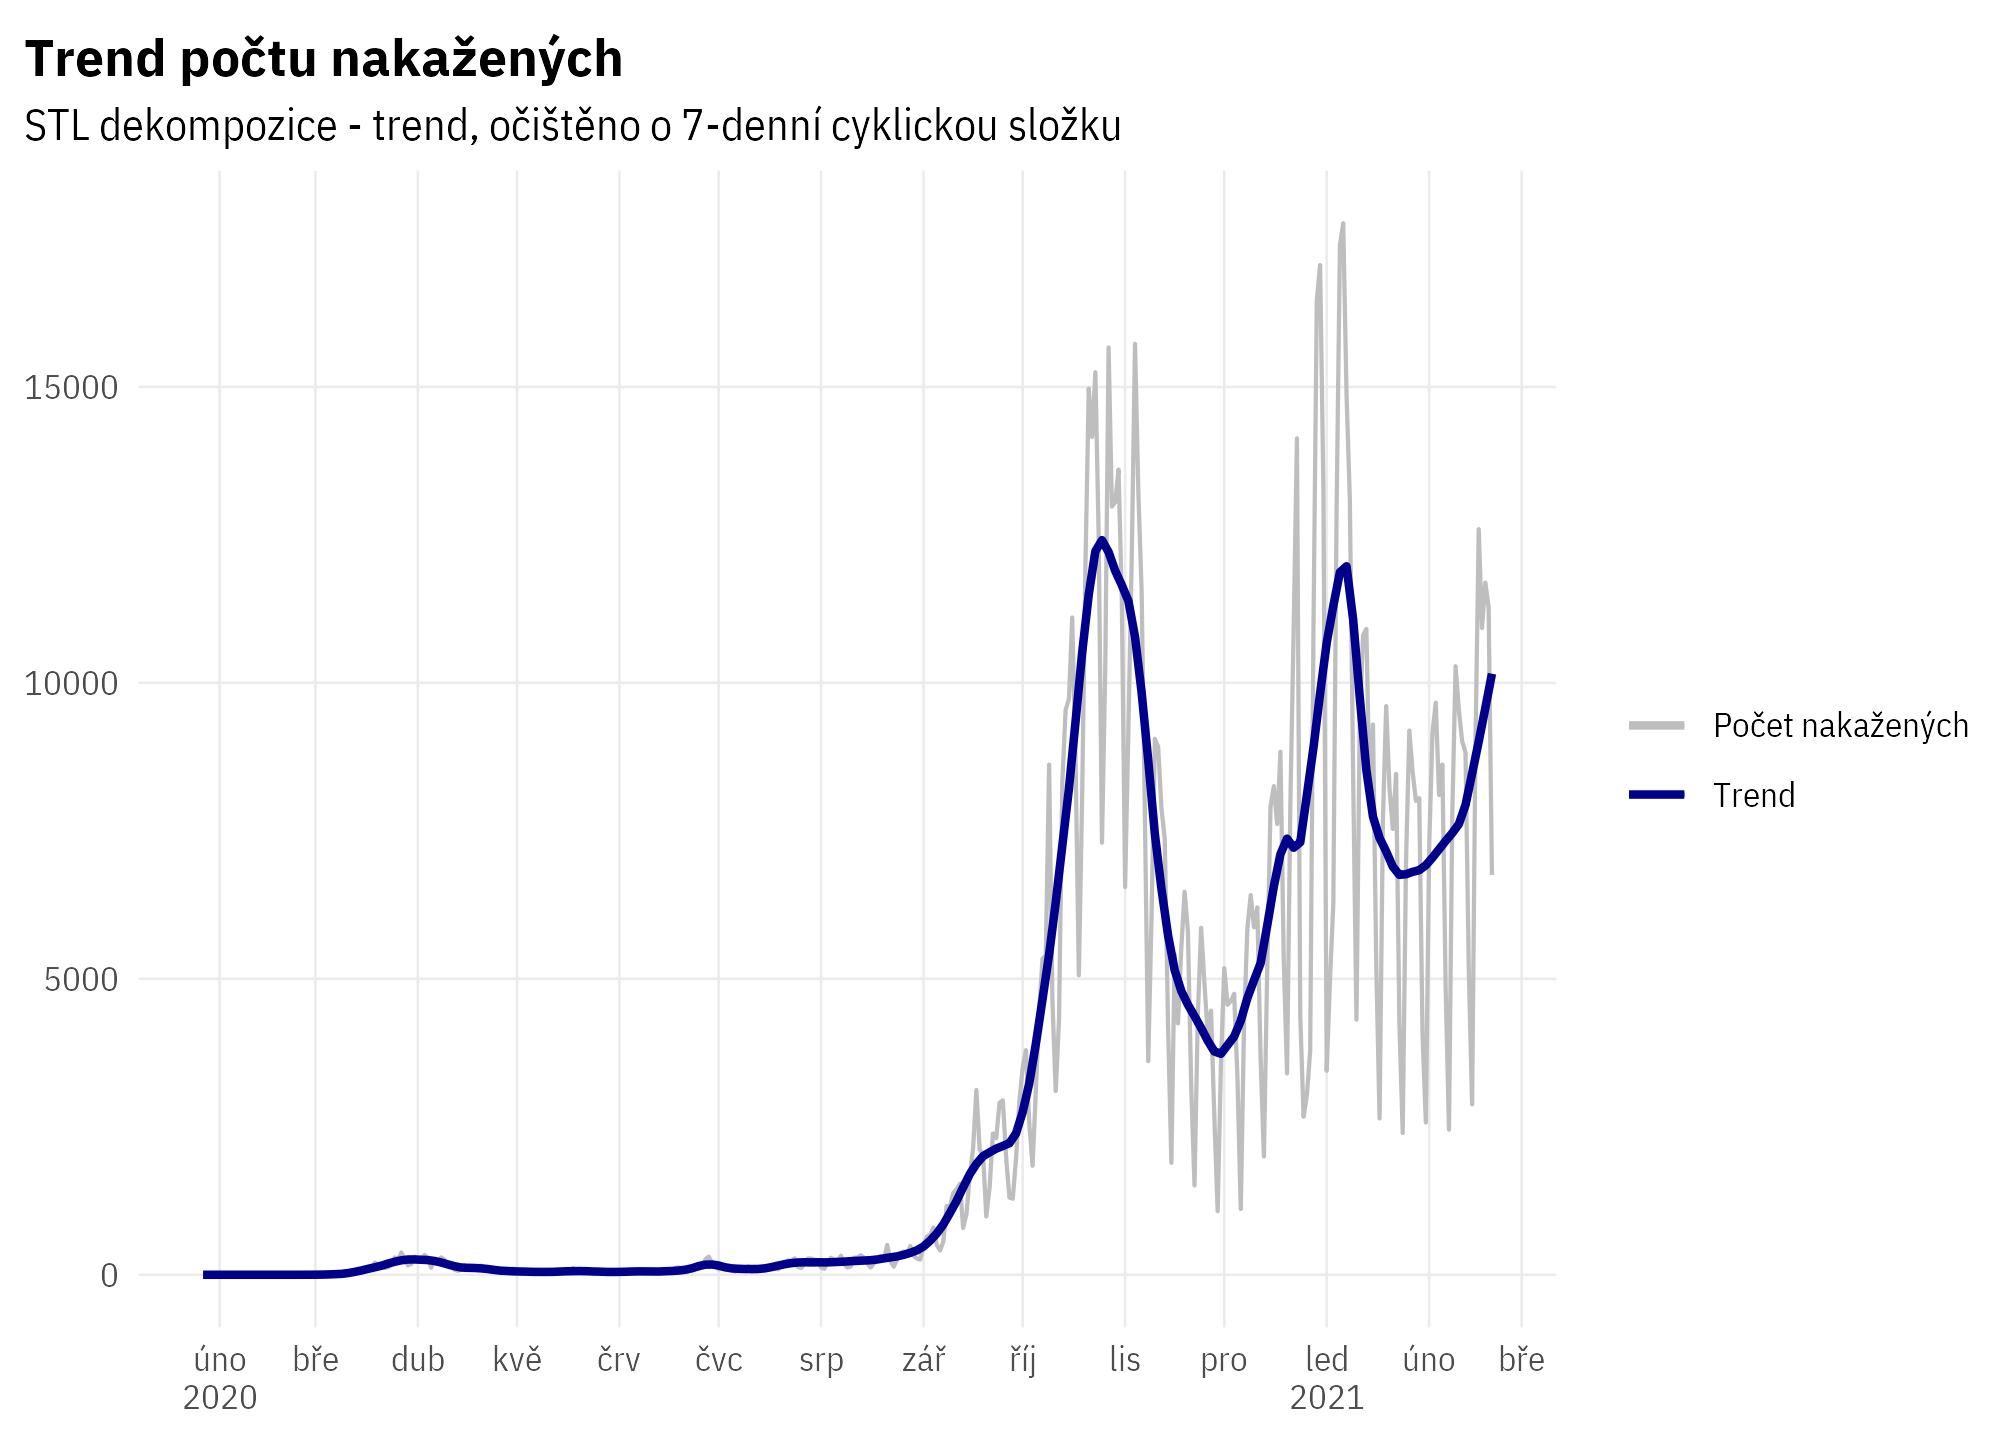 Trend počtu nakažených
STL dekompozice - trend, očištěno o 7-denní cyklickou složku
15000
10000
5000
0
úno bře dub kvě črv čvc srp zář říj lis pro led úno bře
2020 2021
Počet nakažených
Trend